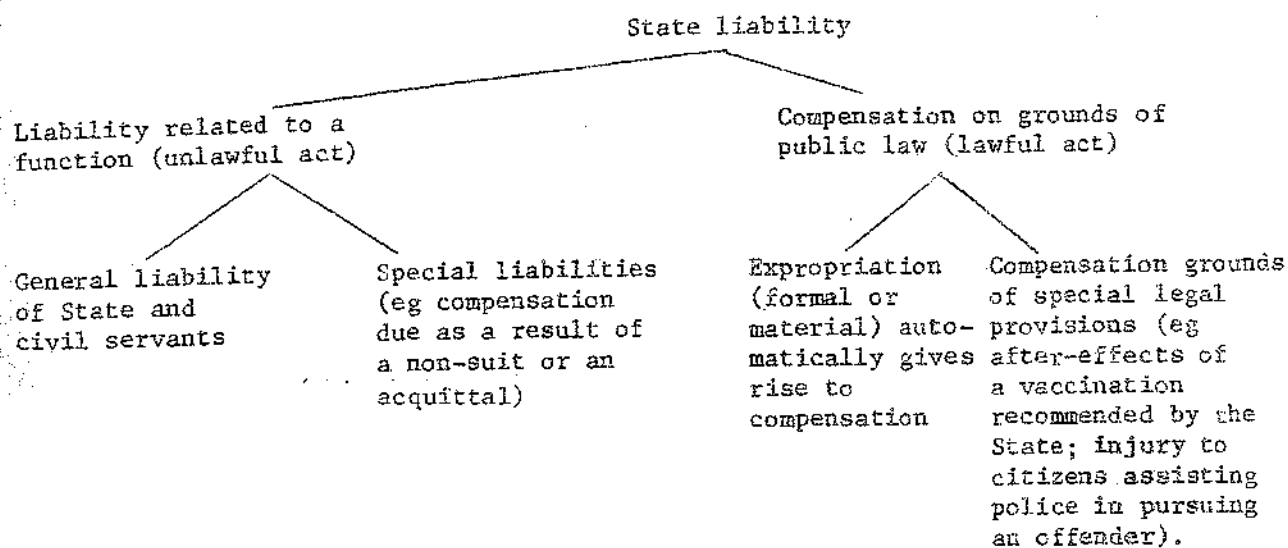 State liability
Liability related to a
function (unlawful act)
Compensation on grounds of
public law (lawful act)
General liability
of State and
civil servants
Special liabilities
(eg compensation
due as a result of
a non-suit or an
acquittal)
Expropriation
(formal or
material) auto-
matically gives
rise to
compensation
Compensation grounds
of special legal
provisions (eg
after-effects of
a vaccination
recommended by the
State; injury to
citizens assisting
police in pursuing
an offender).